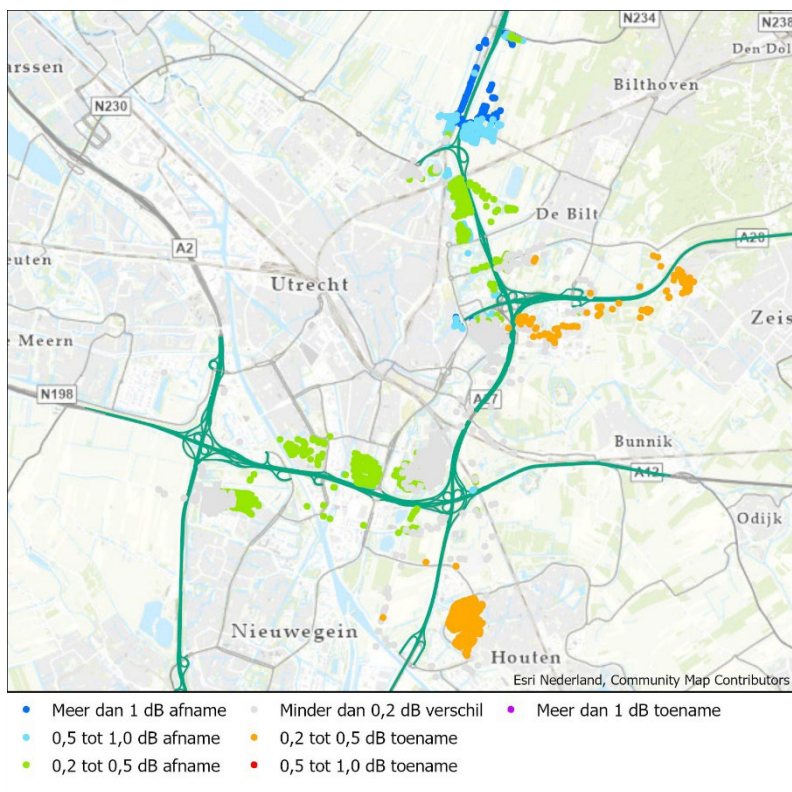 N234
N238
Den Dol
arssen
Bilthoven
N230
De Bilt
A2
A28
euten
Utrecht
Zeis
e Meern
N198
A27
Bunnik
A12
Odijk
Nieuwegein
Houten
Esri Nederland, Community Map Contributors
Meer dan 1 dB afname
Minder dan 0,2 dB verschil
Meer dan 1 dB toename
0,5 tot 1,0 dB afname
0,2 tot 0,5 dB toename
0,2 tot 0,5 dB afname
0,5 tot 1,0 dB toename